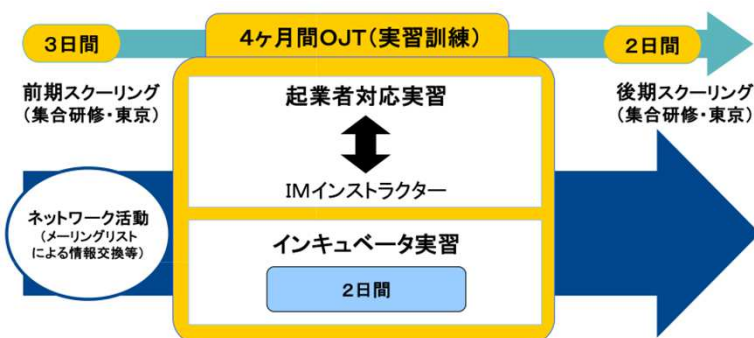 3日間
4ヶ月間OJT(実習訓練)
2日間
前期スクーリング
(集合研修・東京)
起業者対応実習
IMインストラクター
後期スクーリング
(集合研修・東京)
ネットワーク活動
(メーリングリスト
による情報交換等)
インキュベータ実習
2日間